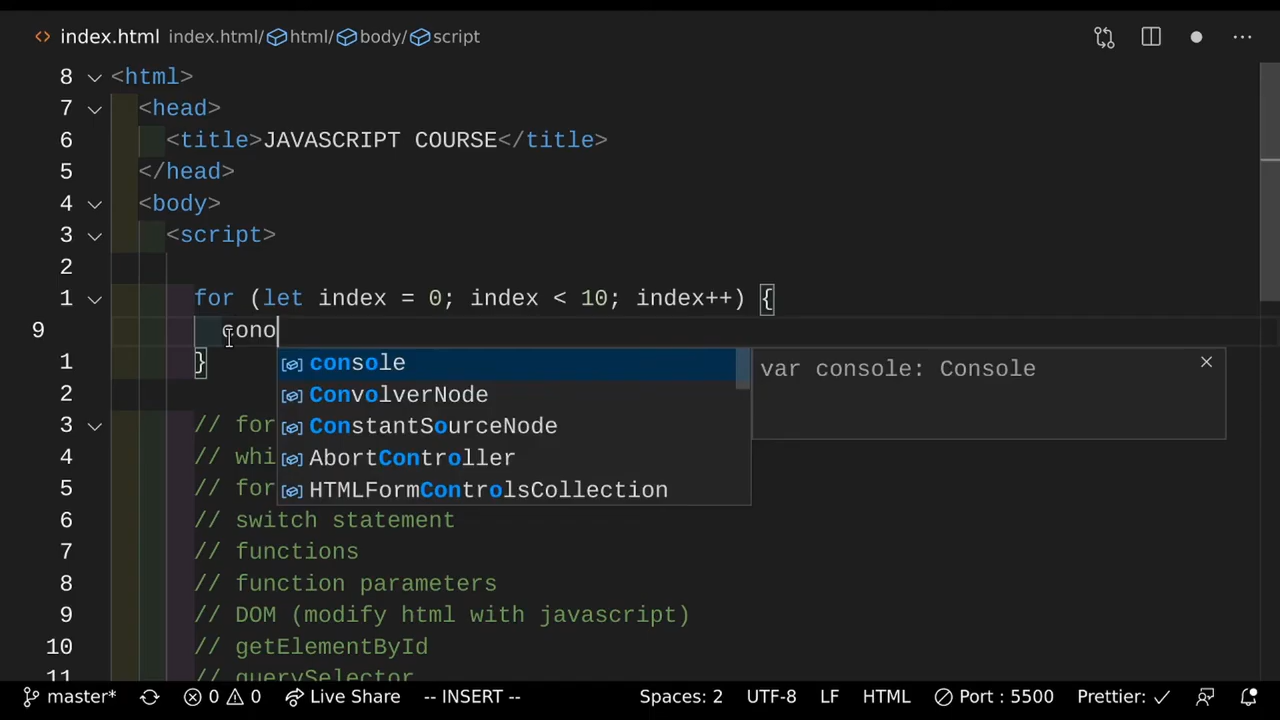 index.html index.html/html/body/script
8 <html>
7 <head>
6 <title>JAVASCRIPT COURSE</title>
5 </head>
4 <body>
3 <script>
2
1 for (let index = 0; index < 10; index++) {
9 cono
console
var console: Console
1 }
2 ConvolverNode
3 // for ConstantSourceNode
4 // whi AbortController
5 // for HTMLFormControlsCollection
6 // switch statement
7 // functions
8 // function parameters
9 // DOM (modify html with javascript)
10 // getElementById
11 // querySelector
master* 0 0 Live Share -- INSERT -- Spaces: 2 UTF-8 LF HTML Port : 5500 Prettier: